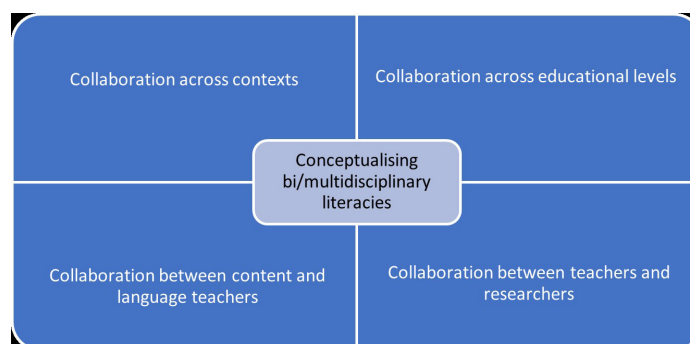 Collaboration across contexts
Collaboration across educational levels
Conceptualising
bi/multidisciplinary
literacies
Collaboration between content and
language teachers
Collaboration between teachers and
researchers